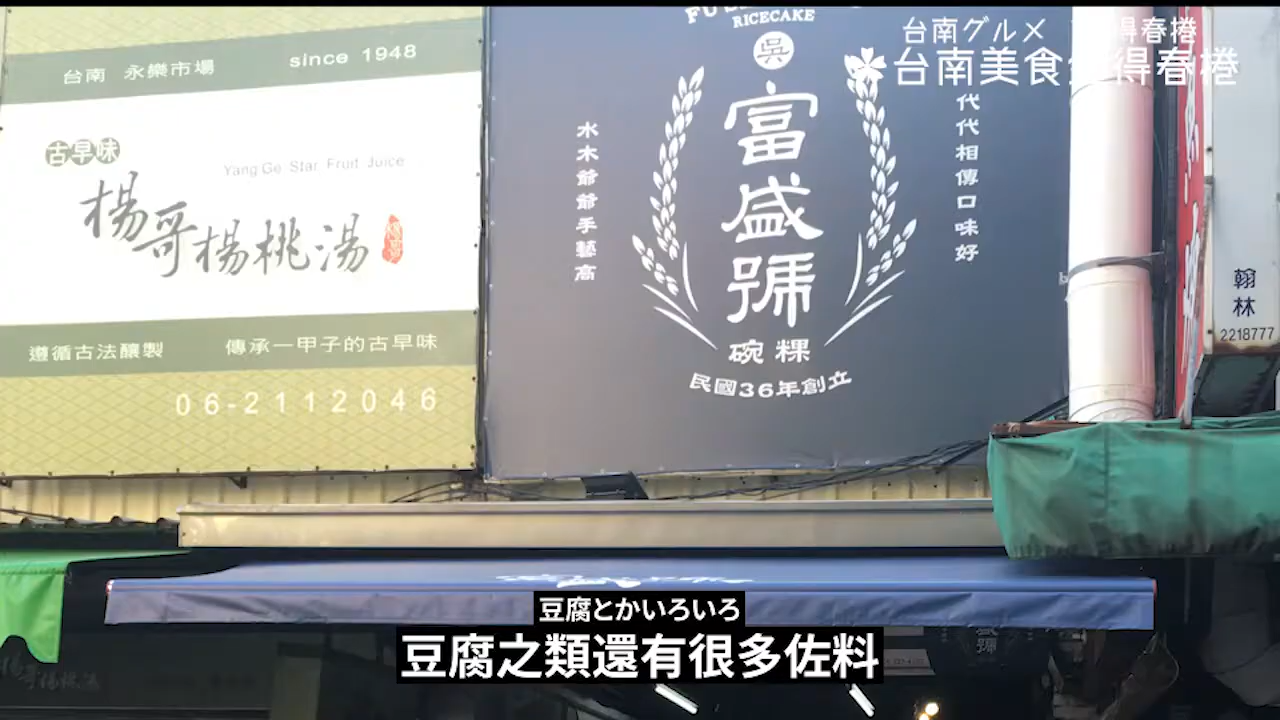 台南 永樂市場 since 1948
古早味
Yang Ge Star Fruit Juice
楊哥楊桃湯
遵循古法釀製 傳承一甲子的古早味
06-2112046
RICECAKE
吳
富盛號
水木爺爺手藝高
代代相傳口味好
碗粿
民國36年創立
台南グルメ
得春捲
台南美食
得春捲
翰林
2218777
豆腐とかいろいろ
豆腐之類還有很多佐料